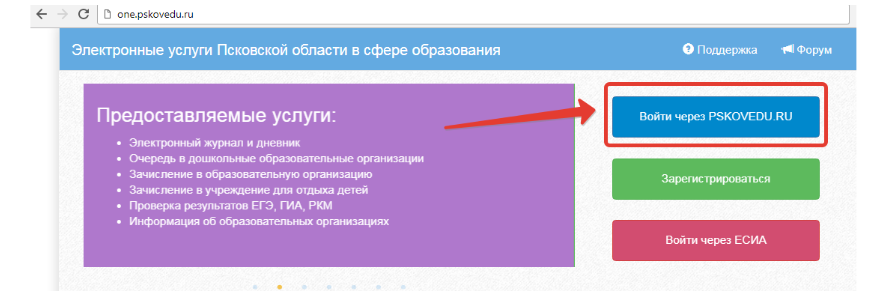 one.pskovedu.ru
Электронные услуги Псковской области в сфере образования
Поддержка
Форум
Предоставляемые услуги:
Электронный журнал и дневник
Очередь в дошкольные образовательные организации
Зачисление в образовательную организацию
Зачисление в учреждение для отдыха детей
Проверка результатов ЕГЭ, ГИА, РКМ
Информация об образовательных организациях
Войти через PSKOVEDU.RU
Зарегистрироваться
Войти через ЕСИА